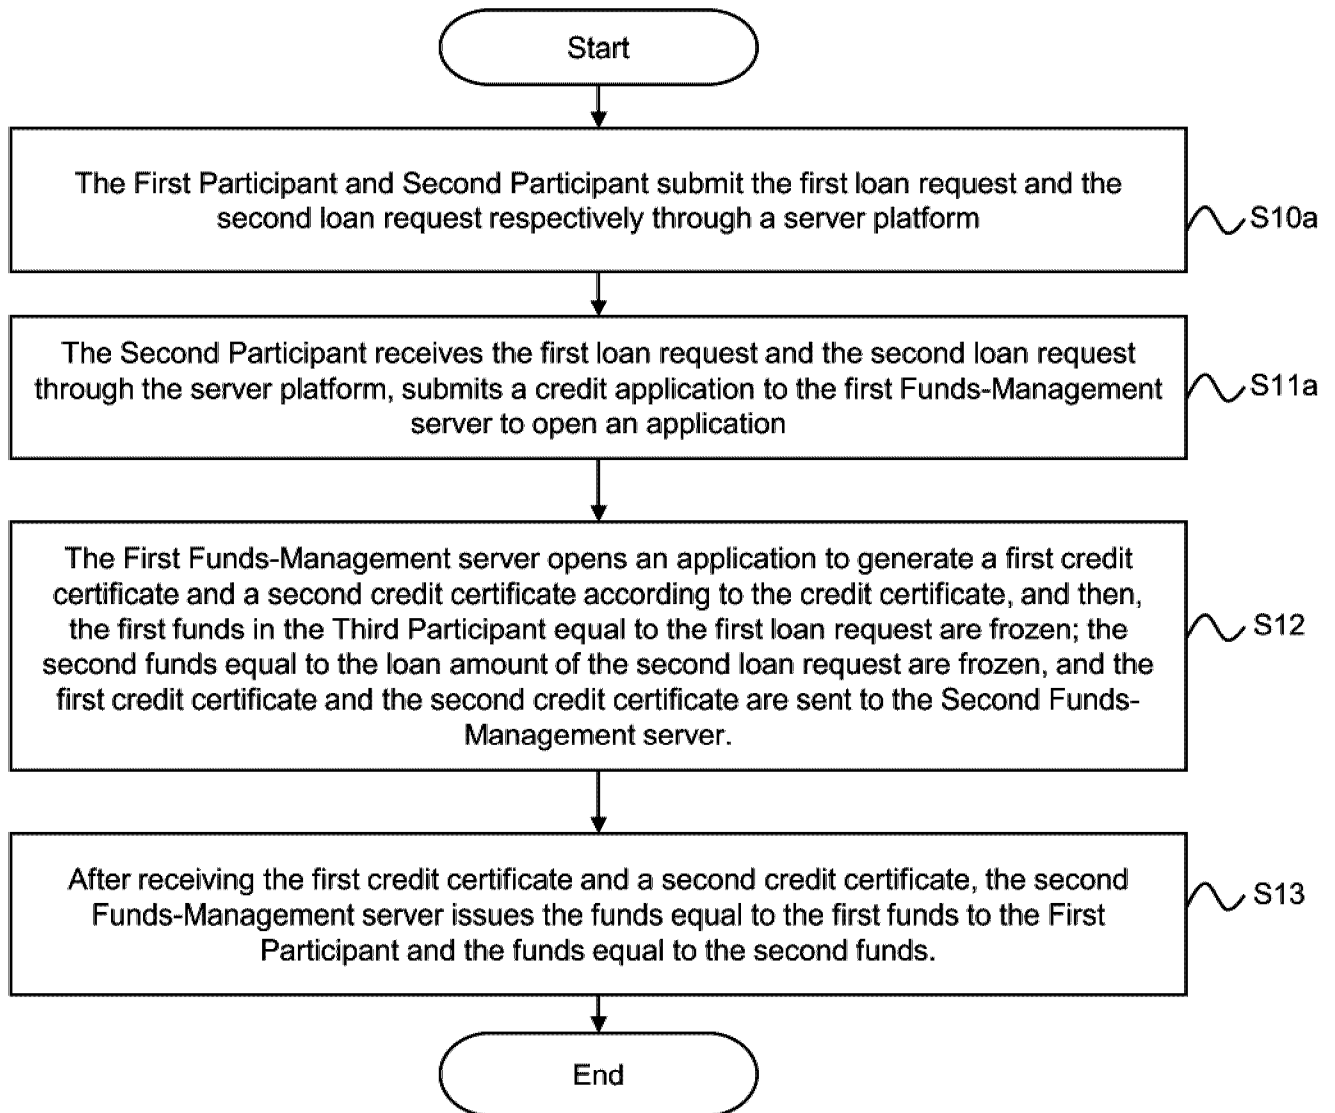 Start
The First Participant and Second Participant submit the first loan request and the
second loan request respectively through a server platform
S10a
The Second Participant receives the first loan request and the second loan request
through the server platform, submits a credit application to the first Funds-Management
server to open an application
S11a
The First Funds-Management server opens an application to generate a first credit
certificate and a second credit certificate according to the credit certificate, and then,
the first funds in the Third Participant equal to the first loan request are frozen; the
second funds equal to the loan amount of the second loan request are frozen, and the
first credit certificate and the second credit certificate are sent to the Second Funds-
Management server.
S12
After receiving the first credit certificate and a second credit certificate, the second
Funds-Management server issues the funds equal to the first funds to the First
Participant and the funds equal to the second funds.
S13
End